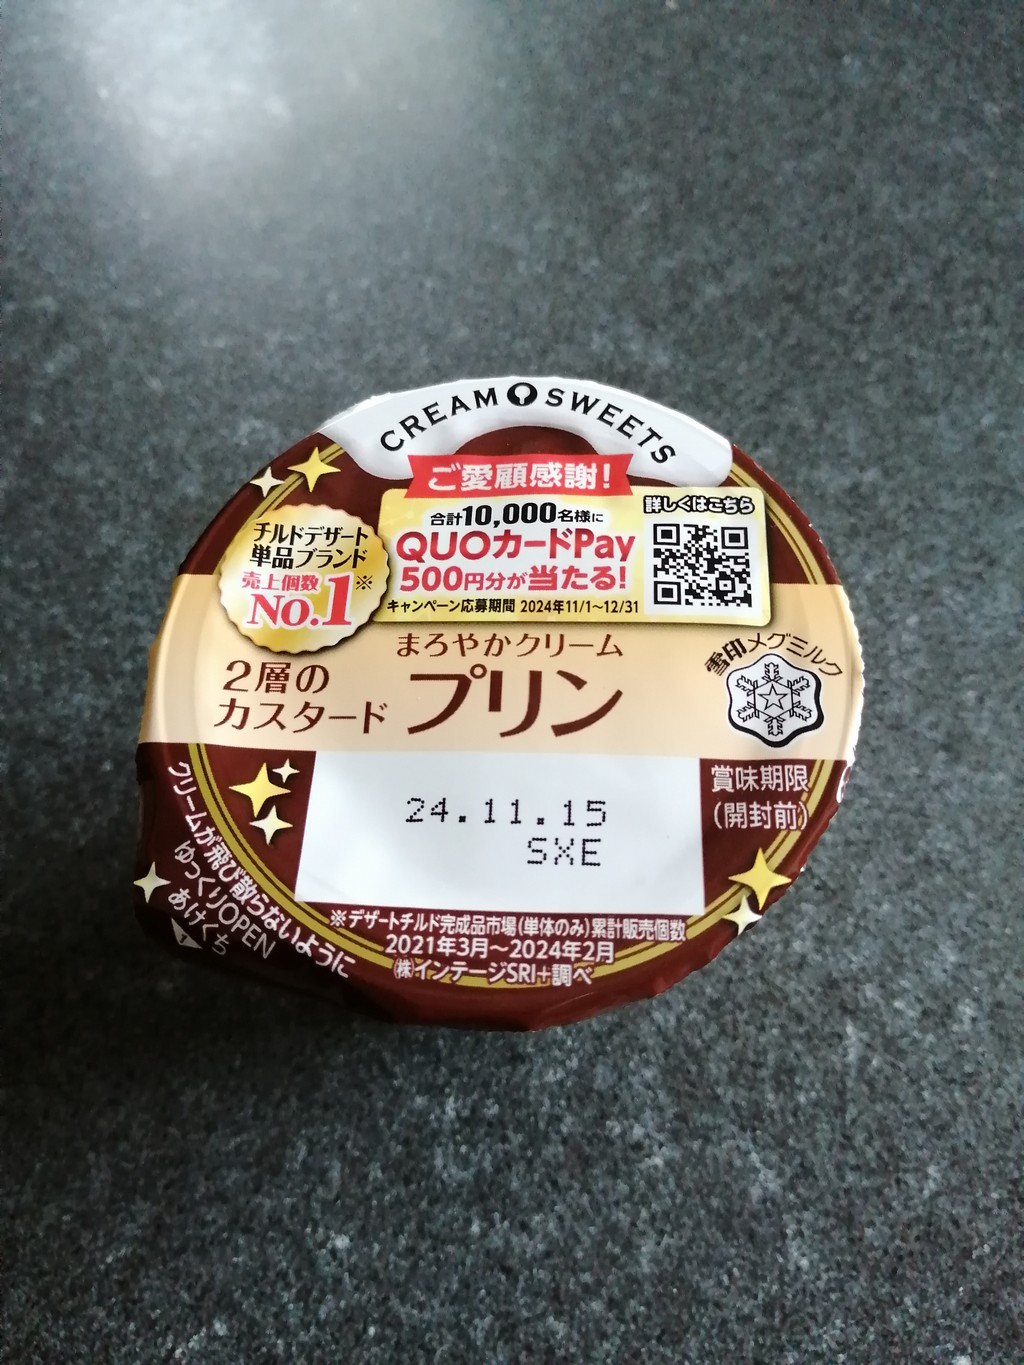 CREAM SWEETS
ご愛顧感謝!
合計10,000名様に
QUOカードPay
500円分が当たる!
キャンペーン応募期間 2024年11/1～12/31
詳しくはこちら
チルドデザート
単品ブランド
売上個数※
No.1
まろやかクリーム
2層の
カスタード
プリン
雪印メグミルク
賞味期限
(開封前)
24.11.15
SXE
クリームが飛び散らないように
ゆっくりOPEN
あけくち
※デザートチルド完成品市場(単体のみ)累計販売個数
2021年3月～2024年2月
㈱インテージSRI+調べ